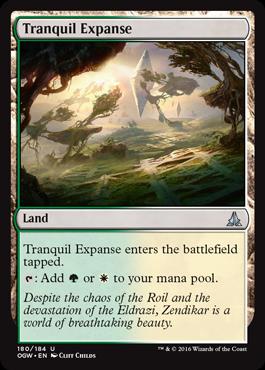 Tranquil Expanse
Land
Tranquil Expanse enters the battlefield
tapped.
: Add or to your mana pool.
Despite the chaos of the Roil and the
devastation of the Eldrazi, Zendikar is a
world of breathtaking beauty.
180/184 U
OGW • EN Cliff Childs
™ & © 2016 Wizards of the Coast